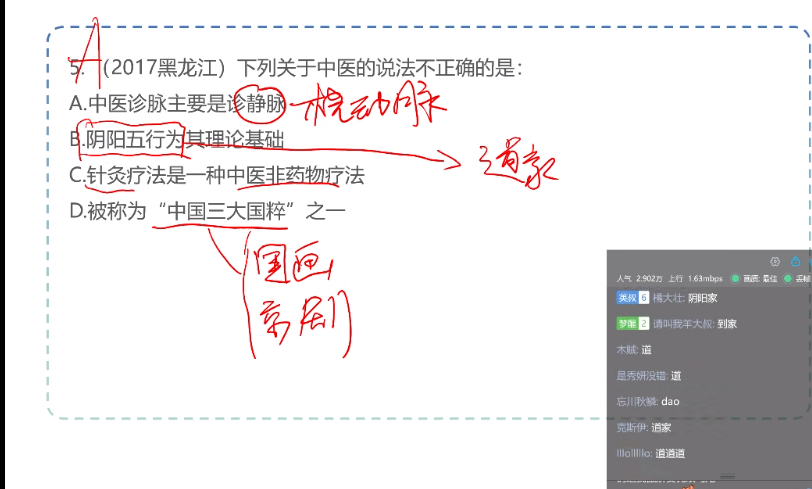 A
5.（2017黑龙江）下列关于中医的说法不正确的是：
A.中医诊脉主要是诊静脉 桡动脉
B.阴阳五行为其理论基础 道家
C.针灸疗法是一种中医非药物疗法
D.被称为“中国三大国粹”之一
国画
京剧
人气 2.902万 上行 1.63mbps 画质: 最佳 丢帧
英叔 6 橘大壮: 阴阳家
梦醒 2 请叫我羊大叔: 到家
木贼: 道
是秀妍没错: 道
忘川秋鳞: dao
克斯伊: 道家
lllolllllo: 道道道